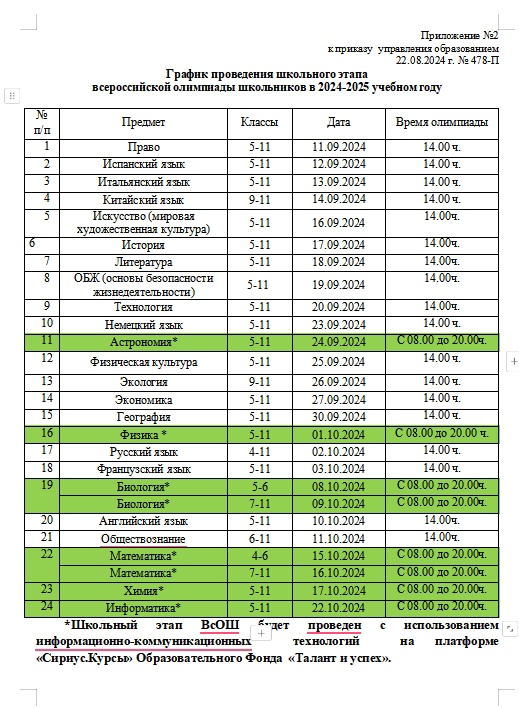 Приложение №2
к приказу управления образованием
22.08.2024 г. № 478-П
График проведения школьного этапа
всероссийской олимпиады школьников в 2024-2025 учебном году
№ п/п Предмет Классы Дата Время олимпиады
1 Право 5-11 11.09.2024 14.00 ч.
2 Испанский язык 5-11 12.09.2024 14.00 ч.
3 Итальянский язык 5-11 13.09.2024 14.00 ч.
4 Китайский язык 9-11 14.09.2024 14.00 ч.
5 Искусство (мировая художественная культура) 5-11 16.09.2024 14.00ч.
6 История 5-11 17.09.2024 14.00ч.
7 Литература 5-11 18.09.2024 14.00ч.
8 ОБЖ (основы безопасности жизнедеятельности) 5-11 19.09.2024 14.00ч.
9 Технология 5-11 20.09.2024 14.00ч.
10 Немецкий язык 5-11 23.09.2024 14.00 ч.
11 Астрономия* 5-11 24.09.2024 С 08.00 до 20.00ч.
12 Физическая культура 5-11 25.09.2024 14.00 ч.
13 Экология 9-11 26.09.2024 14.00 ч.
14 Экономика 5-11 27.09.2024 14.00 ч.
15 География 5-11 30.09.2024 14.00 ч.
16 Физика * 5-11 01.10.2024 С 08.00 до 20.00 ч.
17 Русский язык 4-11 02.10.2024 14.00 ч.
18 Французский язык 5-11 03.10.2024 14.00 ч.
19 Биология* 5-6 08.10.2024 С 08.00 до 20.00ч.
Биология* 7-11 09.10.2024 С 08.00 до 20.00ч.
20 Английский язык 5-11 10.10.2024 14.00ч.
21 Обществознание 6-11 11.10.2024 14.00ч.
22 Математика* 4-6 15.10.2024 С 08.00 до 20.00ч.
Математика* 7-11 16.10.2024 С 08.00 до 20.00ч.
23 Химия* 5-11 17.10.2024 С 08.00 до 20.00ч.
24 Информатика* 5-11 22.10.2024 С 08.00 до 20.00ч.
*Школьный этап ВсОШ будет проведен с использованием
информационно-коммуникационных технологий на платформе
«Сириус.Курсы» Образовательного Фонда «Талант и успех».